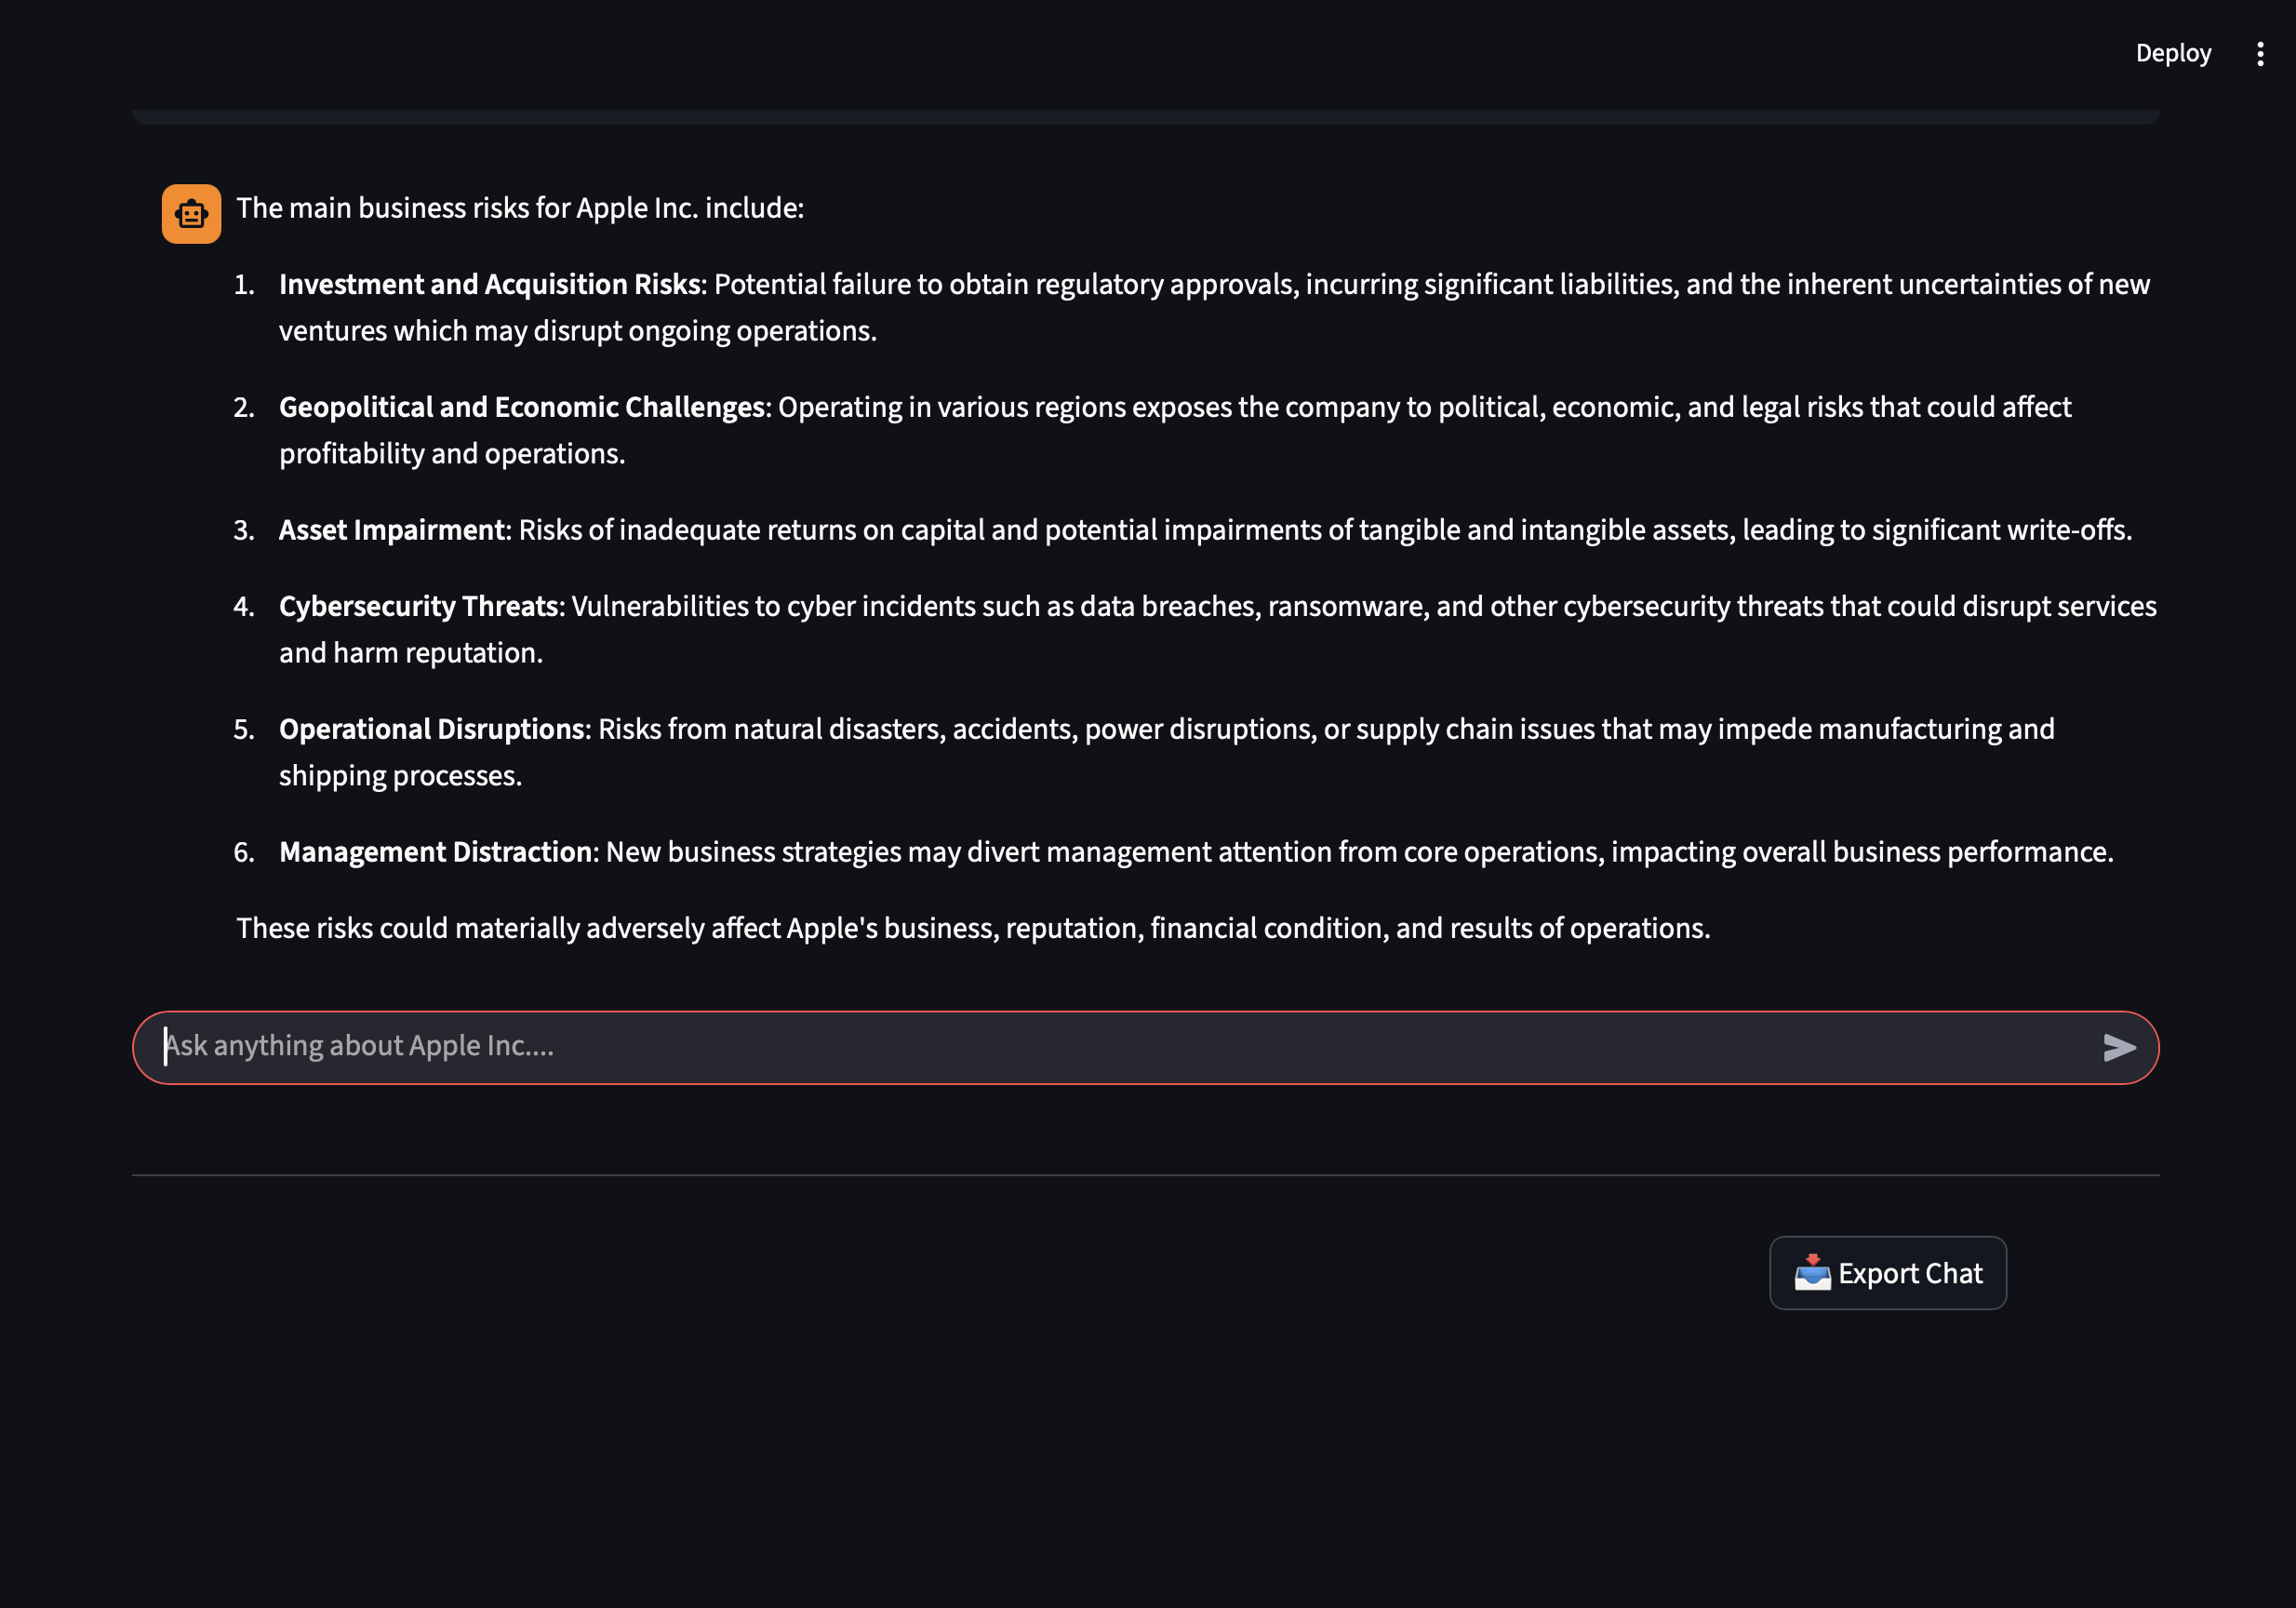 Deploy
The main business risks for Apple Inc. include:
1. Investment and Acquisition Risks: Potential failure to obtain regulatory approvals, incurring significant liabilities, and the inherent uncertainties of new
ventures which may disrupt ongoing operations.
2. Geopolitical and Economic Challenges: Operating in various regions exposes the company to political, economic, and legal risks that could affect
profitability and operations.
3. Asset Impairment: Risks of inadequate returns on capital and potential impairments of tangible and intangible assets, leading to significant write-offs.
4. Cybersecurity Threats: Vulnerabilities to cyber incidents such as data breaches, ransomware, and other cybersecurity threats that could disrupt services
and harm reputation.
5. Operational Disruptions: Risks from natural disasters, accidents, power disruptions, or supply chain issues that may impede manufacturing and
shipping processes.
6. Management Distraction: New business strategies may divert management attention from core operations, impacting overall business performance.
These risks could materially adversely affect Apple's business, reputation, financial condition, and results of operations.
Ask anything about Apple Inc....
Export Chat